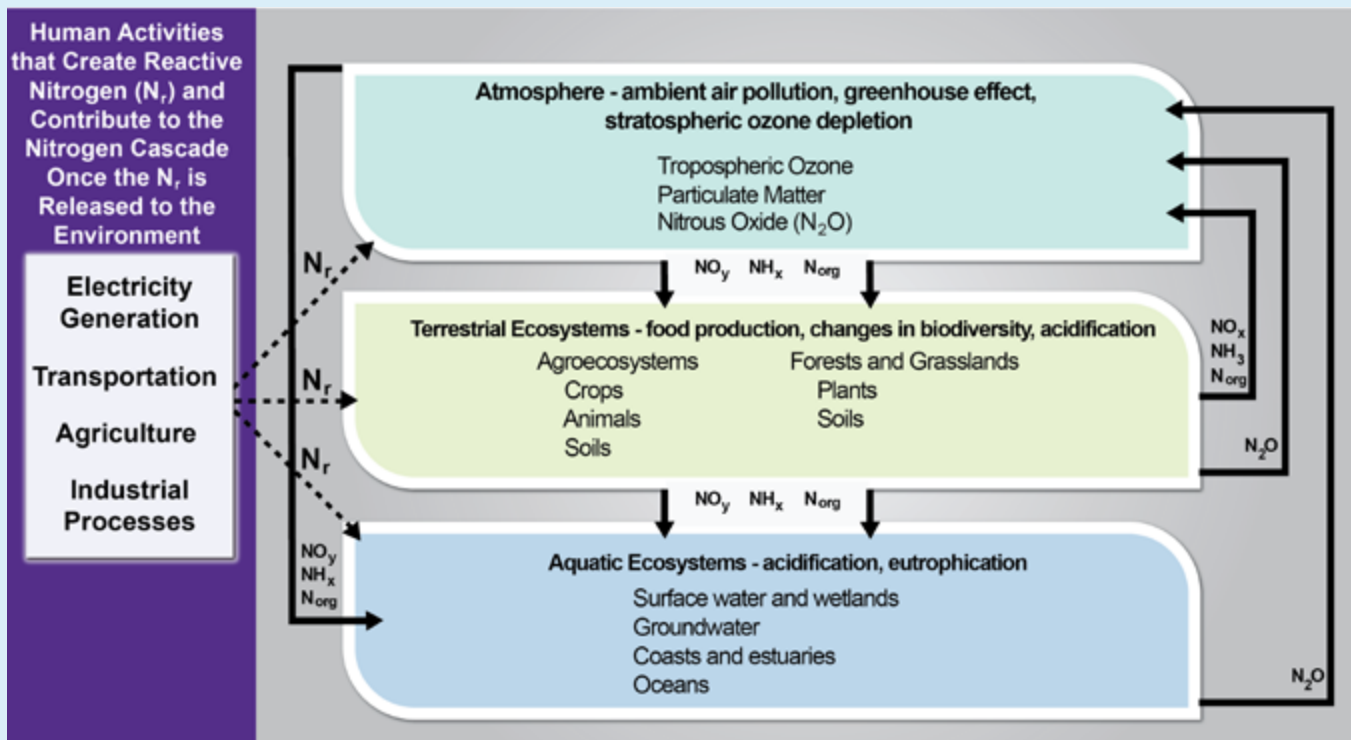 Human Activities
that Create Reactive
Nitrogen (Nr) and
Contribute to the
Nitrogen Cascade
Once the Nr is
Released to the
Environment
Electricity
Generation
Transportation
Agriculture
Industrial
Processes
Nr
Nr
Nr
Atmosphere - ambient air pollution, greenhouse effect,
stratospheric ozone depletion
Tropospheric Ozone
Particulate Matter
Nitrous Oxide (N2O)
NOy NHx Norg
Terrestrial Ecosystems - food production, changes in biodiversity, acidification
Agroecosystems
Crops
Animals
Soils
Forests and Grasslands
Plants
Soils
NOy NHx Norg
Aquatic Ecosystems - acidification, eutrophication
Surface water and wetlands
Groundwater
Coasts and estuaries
Oceans
NOy
NHx
Norg
NOx
NH3
Norg
N2O
N2O